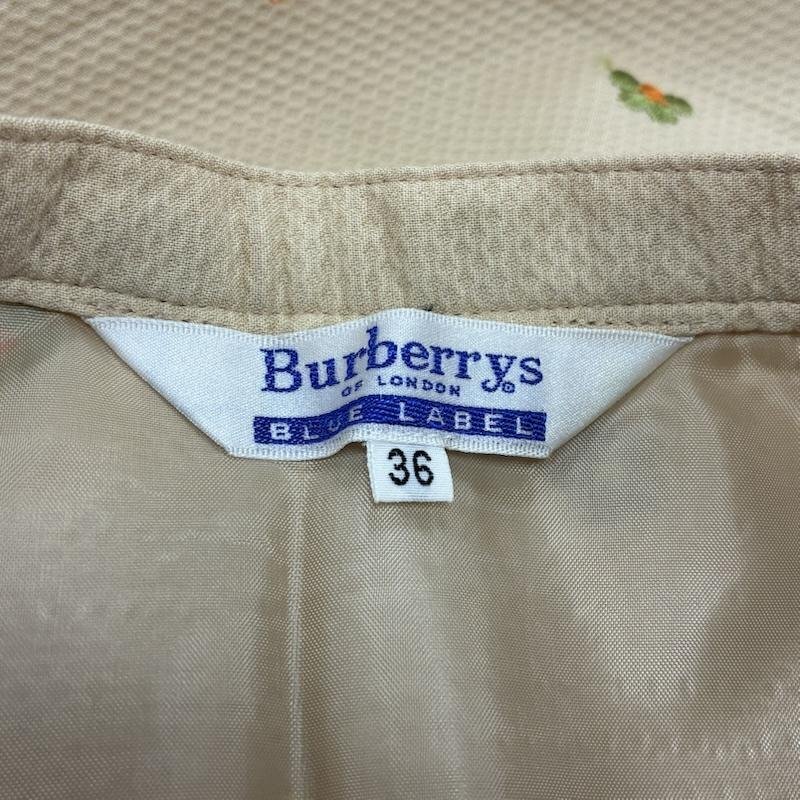 Burberrys®
OF LONDON
BLUE LABEL
36